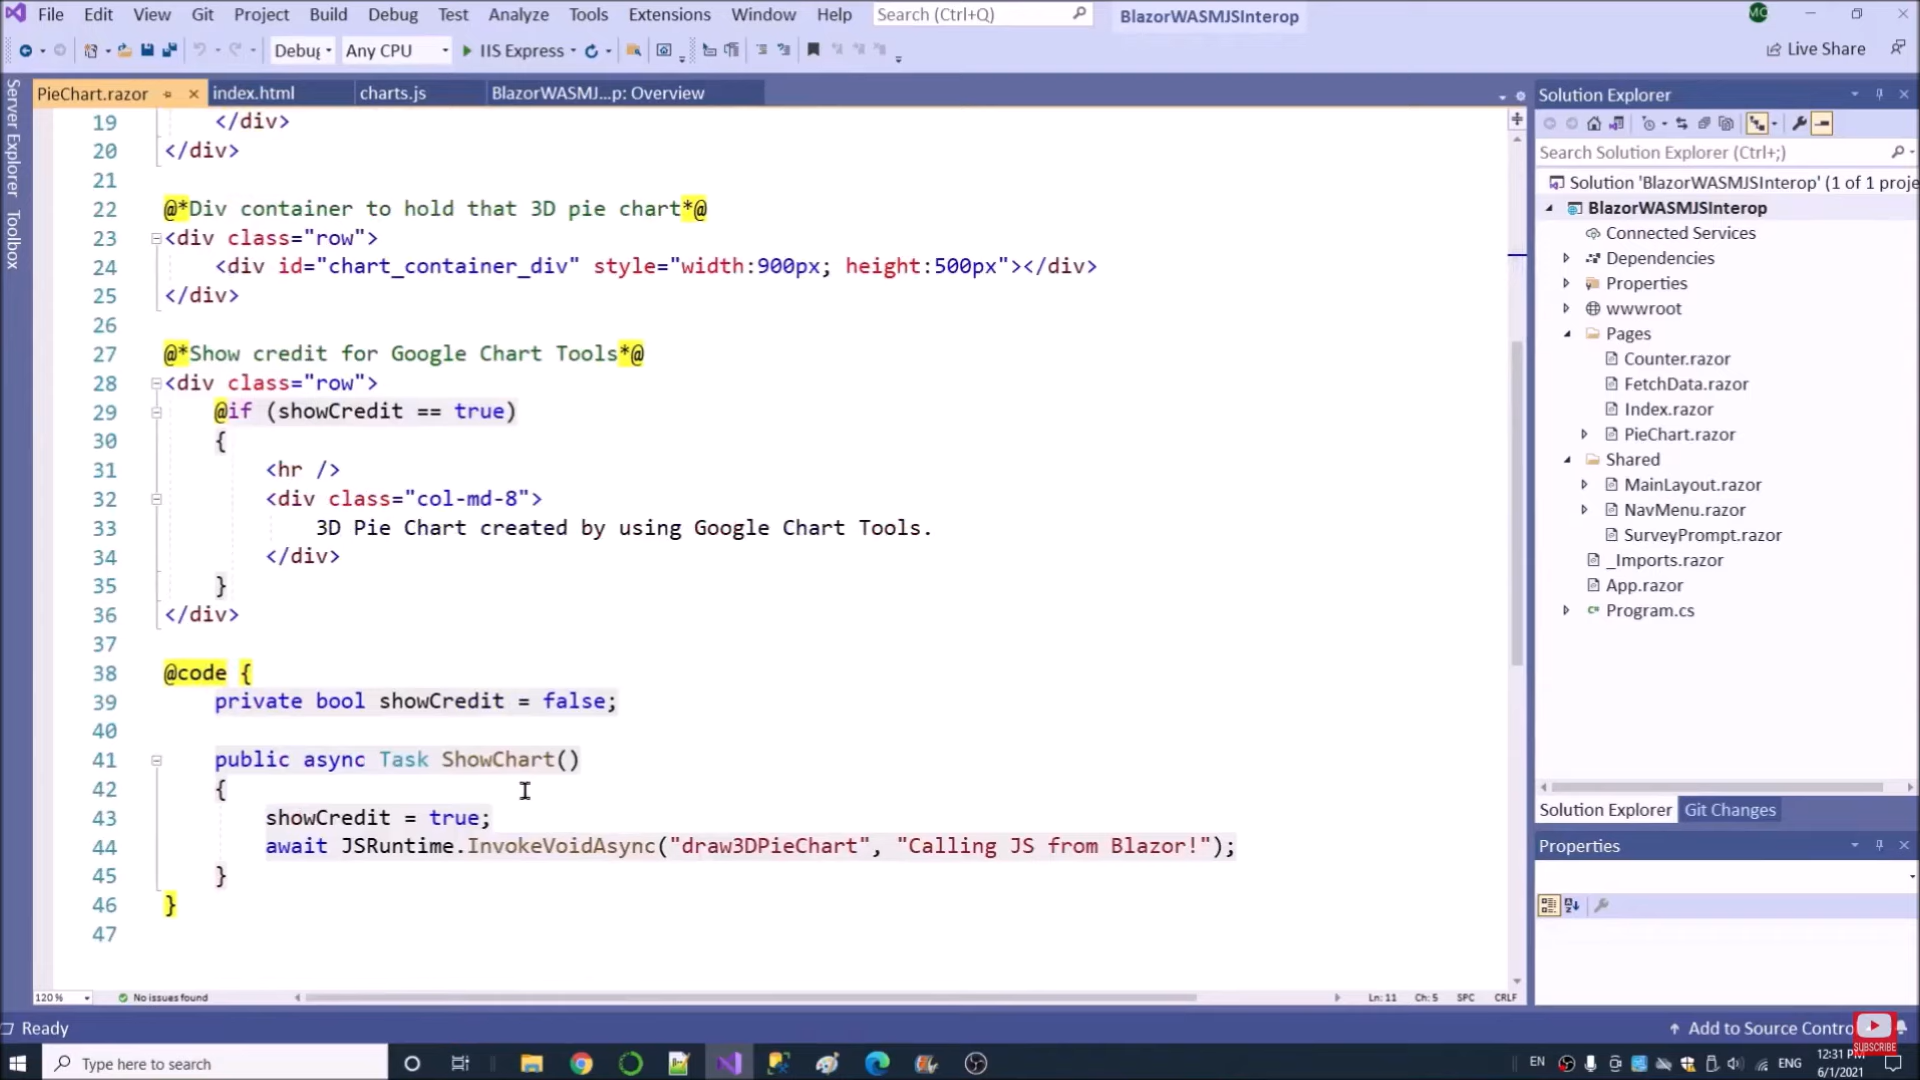 File Edit View Git Project Build Debug Test Analyze Tools Extensions Window Help Search (Ctrl+Q) BlazorWASMJSInterop MC
Debug Any CPU IIS Express Live Share
PieChart.razor index.html charts.js BlazorWASMJ...p: Overview
Server Explorer Toolbox
19 </div>
20 </div>
21
22 @*Div container to hold that 3D pie chart*@
23 <div class="row">
24 <div id="chart_container_div" style="width:900px; height:500px"></div>
25 </div>
26
27 @*Show credit for Google Chart Tools*@
28 <div class="row">
29 @if (showCredit == true)
30 {
31 <hr />
32 <div class="col-md-8">
33 3D Pie Chart created by using Google Chart Tools.
34 </div>
35 }
36 </div>
37
38 @code {
39 private bool showCredit = false;
40
41 public async Task ShowChart()
42 {
43 showCredit = true;
44 await JSRuntime.InvokeVoidAsync("draw3DPieChart", "Calling JS from Blazor!");
45 }
46 }
47
120 % No issues found Ln: 11 Ch: 5 SPC CRLF
Solution Explorer
Search Solution Explorer (Ctrl+;)
Solution 'BlazorWASMJSInterop' (1 of 1 proje
BlazorWASMJSInterop
Connected Services
Dependencies
Properties
wwwroot
Pages
Counter.razor
FetchData.razor
Index.razor
PieChart.razor
Shared
MainLayout.razor
NavMenu.razor
SurveyPrompt.razor
_Imports.razor
App.razor
Program.cs
Solution Explorer Git Changes
Properties
Ready Add to Source Contro
SUBSCRIBE
Type here to search EN ENG 12:31 PM
6/1/2021